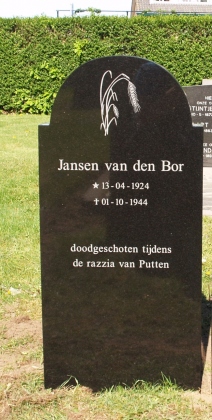 Jansen van den Bor
★ 13-04-1924
✝ 01-10-1944
doodgeschoten tijdens
de razzia van Putten